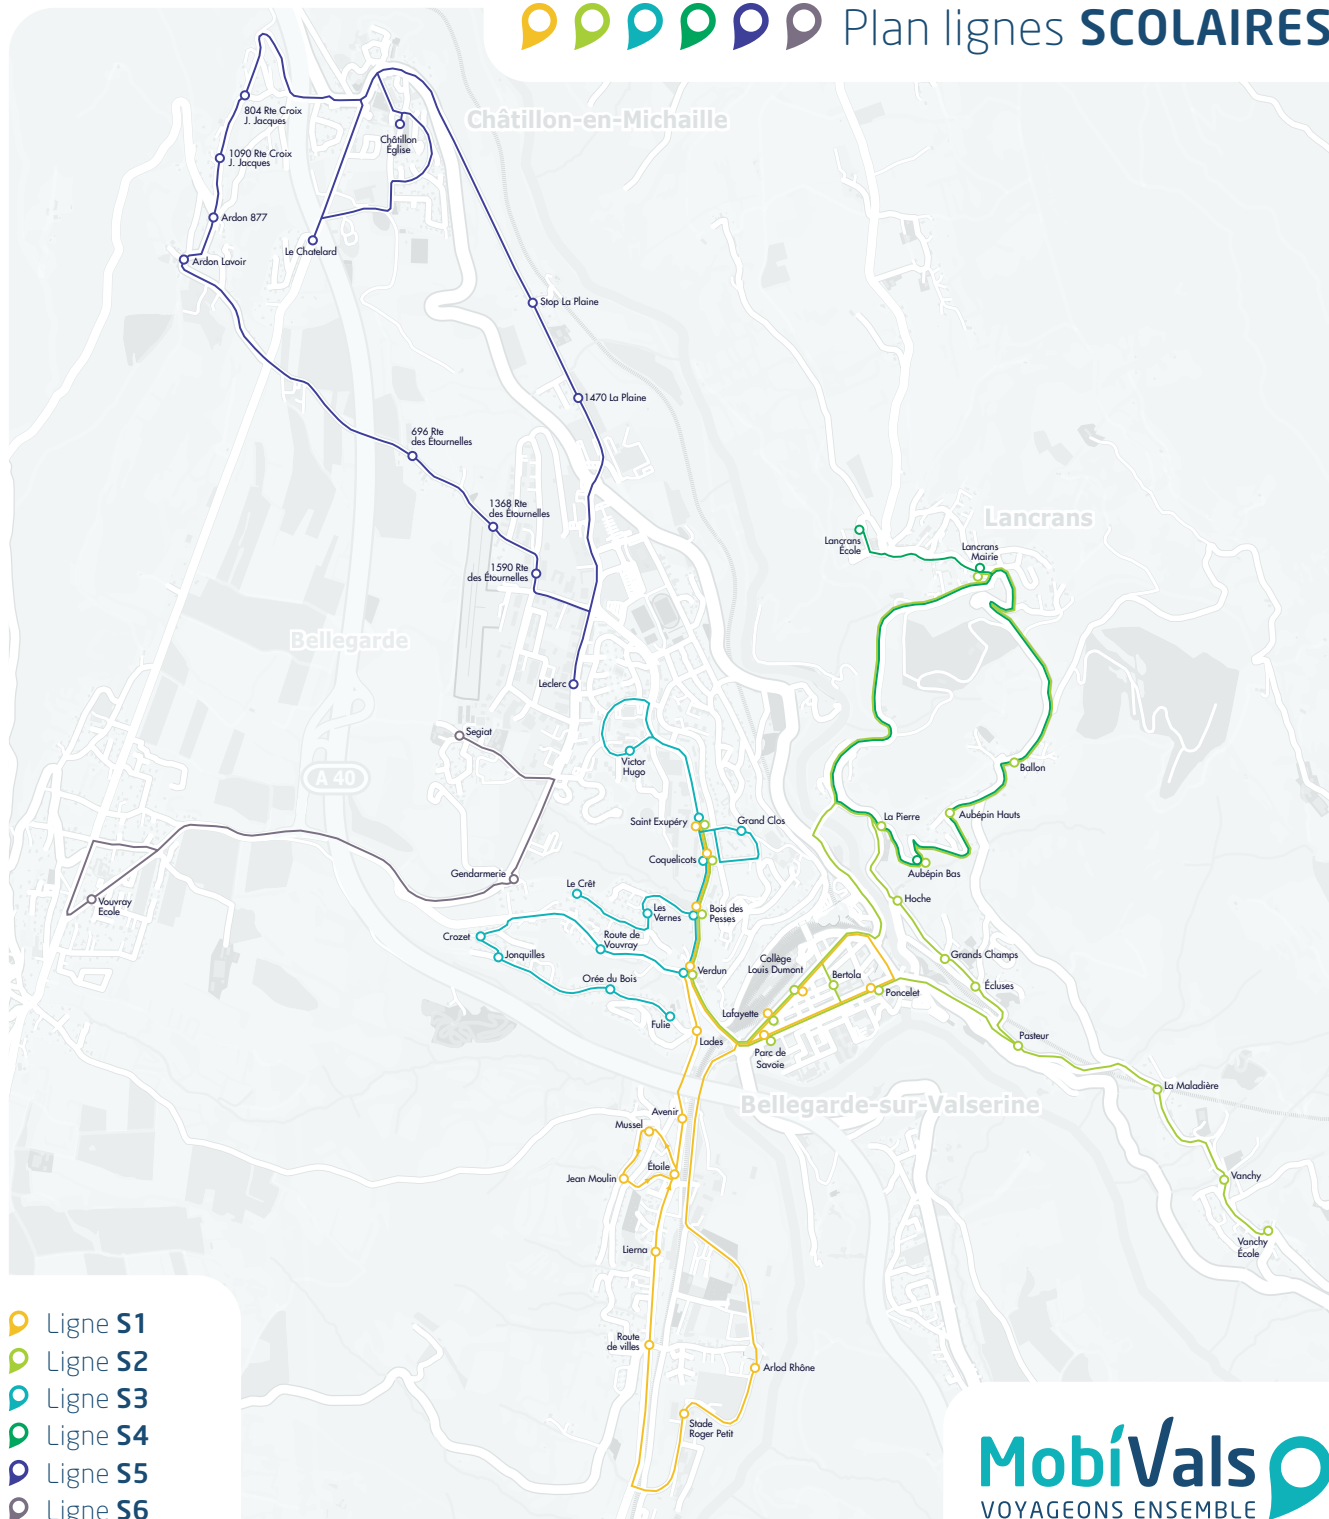 Plan lignes SCOLAIRES
Châtillon-en-Michaille
804 Rte Croix
J. Jacques
Châtillon
Église
1090 Rte Croix
J. Jacques
Ardon 877
Le Chatelard
Ardon Lavoir
Stop La Plaine
1470 La Plaine
696 Rte
des Étournelles
1368 Rte
des Étournelles
Lancrans
Lancrans
École
Lancrans
Mairie
1590 Rte
des Étournelles
Bellegarde
Leclerc
Segiat
Victor
Hugo
A 40
Ballon
Saint Exupéry
Grand Clos
La Pierre
Aubépin Hauts
Coquelicots
Aubépin Bas
Gendarmerie
Le Crêt
Vouvray
Ecole
Les
Vernes
Bois des
Pesses
Hoche
Crozet
Route de
Vouvray
Jonquilles
Collège
Louis Dumont
Grands Champs
Verdun
Bertola
Orée du Bois
Écluses
Poncelet
Lafayette
Fulie
Lades
Pasteur
Parc de
Savoie
La Maladière
Bellegarde-sur-Valserine
Avenir
Mussel
Étoile
Jean Moulin
Vanchy
Lierna
Vanchy
École
Route
de villes
Arlod Rhône
Stade
Roger Petit
Ligne S1
Ligne S2
Ligne S3
Ligne S4
Ligne S5
Ligne S6
MobiVals
VOYAGEONS ENSEMBLE